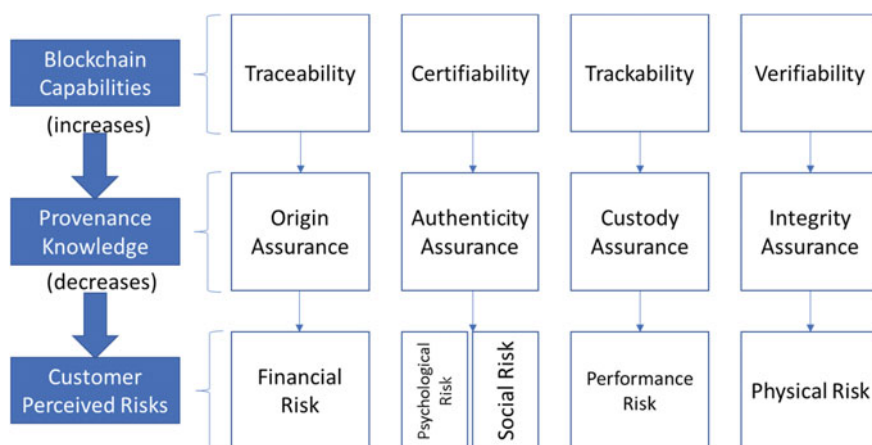 Blockchain
Capabilities
Traceability
Certifiability
Trackability
Verifiability
(increases)
Provenance
Knowledge
Origin
Assurance
Authenticity
Assurance
Custody
Assurance
Integrity
Assurance
(decreases)
Customer
Perceived Risks
Financial
Risk
Psychological
Risk
Social Risk
Performance
Risk
Physical Risk